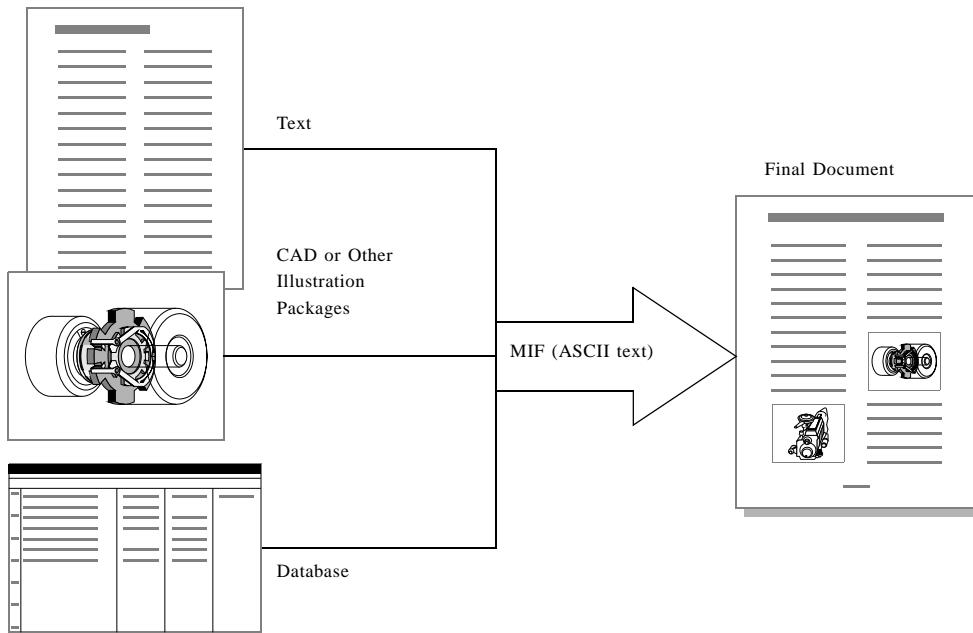 Text
Final Document
CAD or Other
Illustration
Packages
MIF (ASCII text)
Database